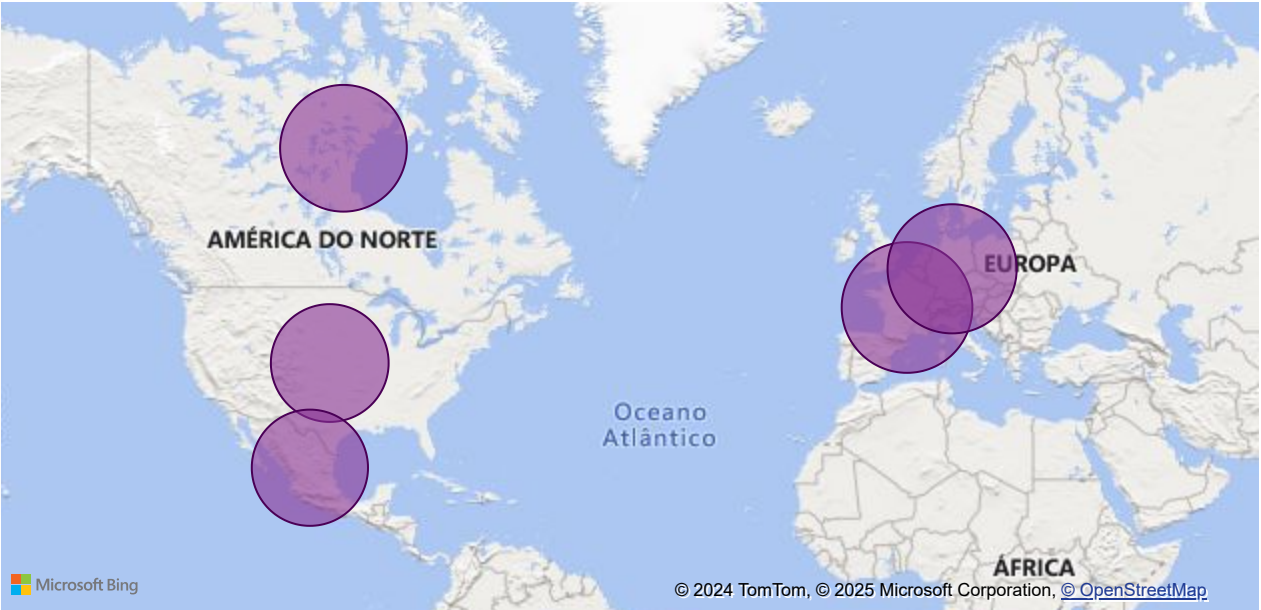 AMÉRICA DO NORTE
EUROPA
Oceano
Atlântico
ÁFRICA
Microsoft Bing
© 2024 TomTom, © 2025 Microsoft Corporation, © OpenStreetMap